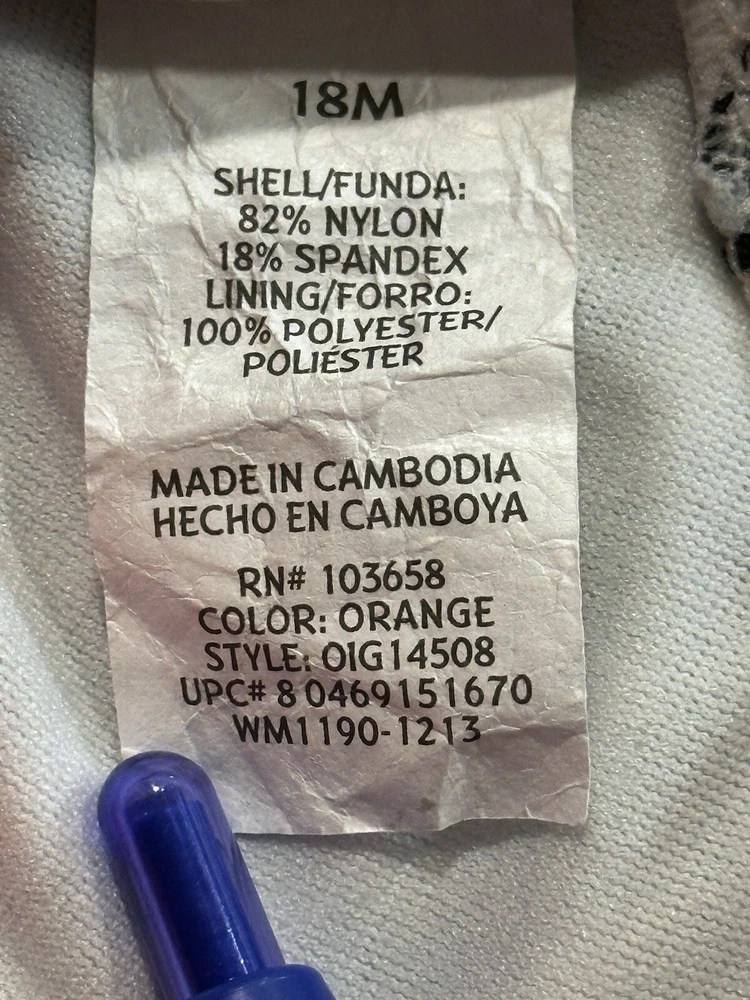 18M
SHELL/FUNDA:
82% NYLON
18% SPANDEX
LINING/FORRO:
100% POLYESTER/
POLIÉSTER
MADE IN CAMBODIA
HECHO EN CAMBOYA
RN# 103658
COLOR: ORANGE
STYLE: OIG14508
UPC# 8 0469151670
WM1190-1213